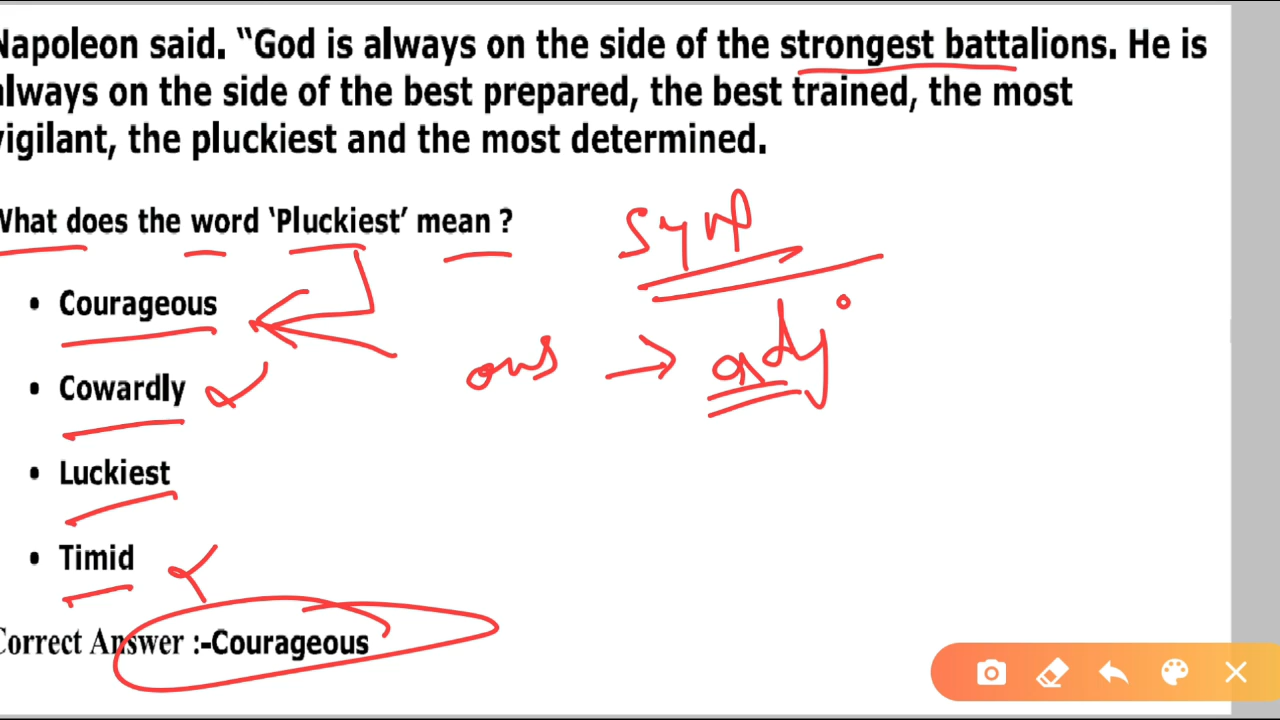 Napoleon said. “God is always on the side of the strongest battalions. He is
always on the side of the best prepared, the best trained, the most
vigilant, the pluckiest and the most determined.
What does the word ‘Pluckiest’ mean ?
syn
• Courageous
ous → adj
• Cowardly
• Luckiest
• Timid
Correct Answer :-Courageous